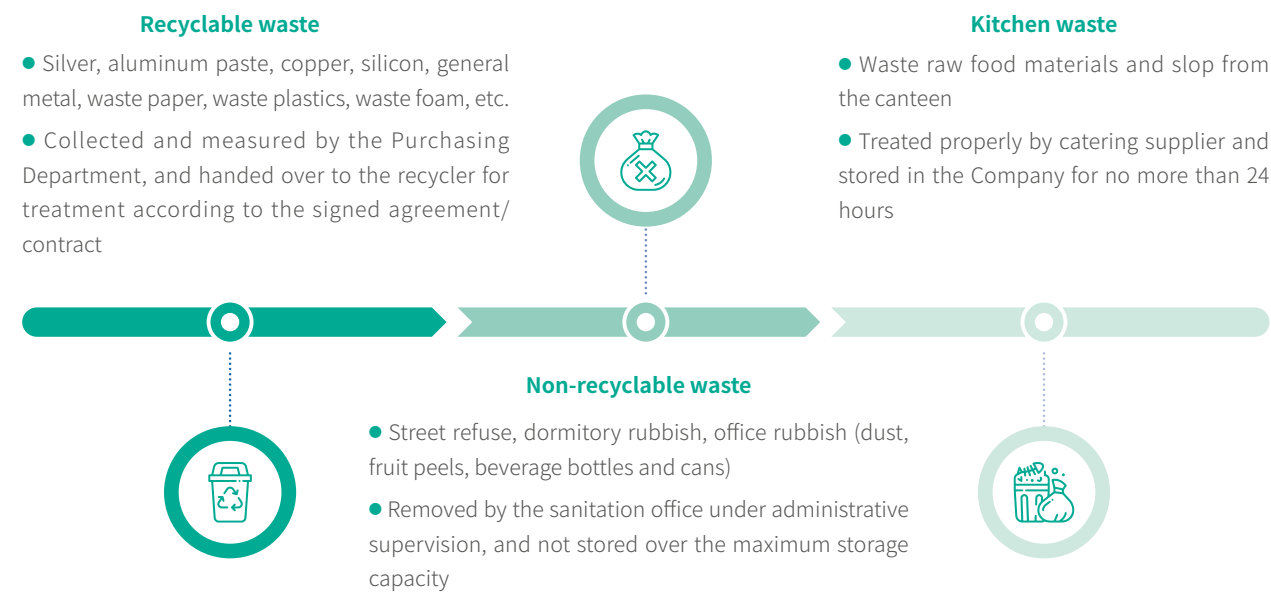 Recyclable waste
● Silver, aluminum paste, copper, silicon, general
metal, waste paper, waste plastics, waste foam, etc.
● Collected and measured by the Purchasing
Department, and handed over to the recycler for
treatment according to the signed agreement/
contract
Non-recyclable waste
● Street refuse, dormitory rubbish, office rubbish (dust,
fruit peels, beverage bottles and cans)
● Removed by the sanitation office under administrative
supervision, and not stored over the maximum storage
capacity
Kitchen waste
● Waste raw food materials and slop from
the canteen
● Treated properly by catering supplier and
stored in the Company for no more than 24
hours